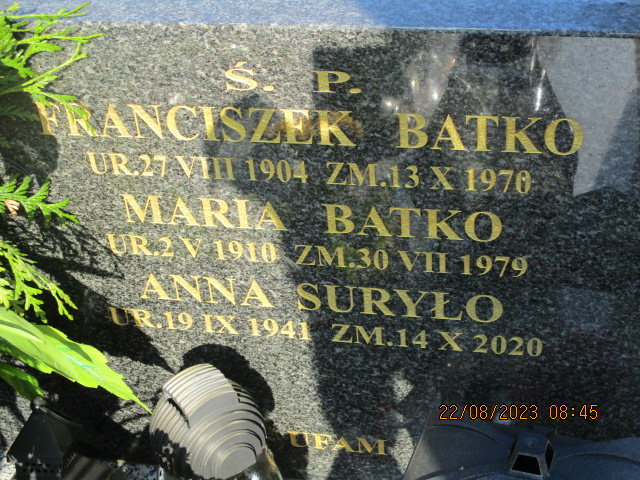 Ś. P.
FRANCISZEK BATKO
UR.27 VIII 1904 ZM.13 X 1970
MARIA BATKO
UR.2 V 1910 ZM.30 VII 1979
ANNA SURYŁO
UR.19 IX 1941 ZM.14 X 2020
UFAM
22/08/2023 08:45